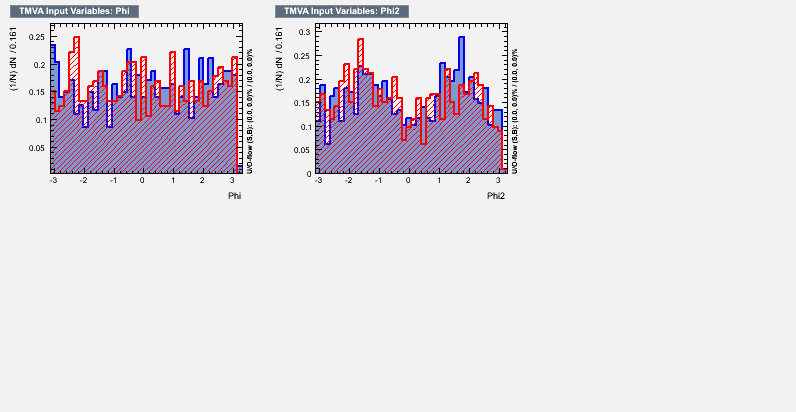 TMVA Input Variables: Phi
(1/N) dN / 0.161
0.25
0.2
0.15
0.1
0.05
-3 -2 -1 0 1 2 3
Phi
U/O-flow (S,B): (0.0, 0.0)% / (0.0, 0.0)%
TMVA Input Variables: Phi2
(1/N) dN / 0.161
0.3
0.25
0.2
0.15
0.1
0.05
0
-3 -2 -1 0 1 2 3
Phi2
U/O-flow (S,B): (0.0, 0.0)% / (0.0, 0.0)%